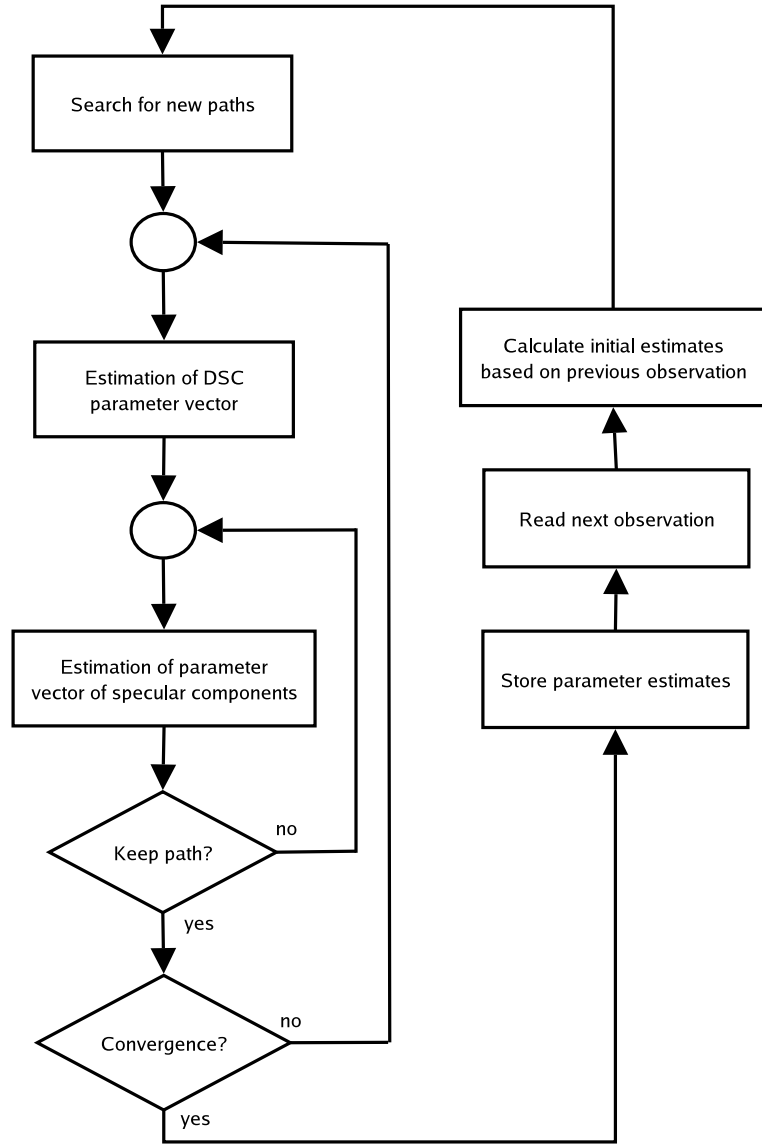 Search for new paths
Estimation of DSC
parameter vector
Estimation of parameter
vector of specular components
Keep path?
no
yes
Convergence?
no
yes
Calculate initial estimates
based on previous observation
Read next observation
Store parameter estimates